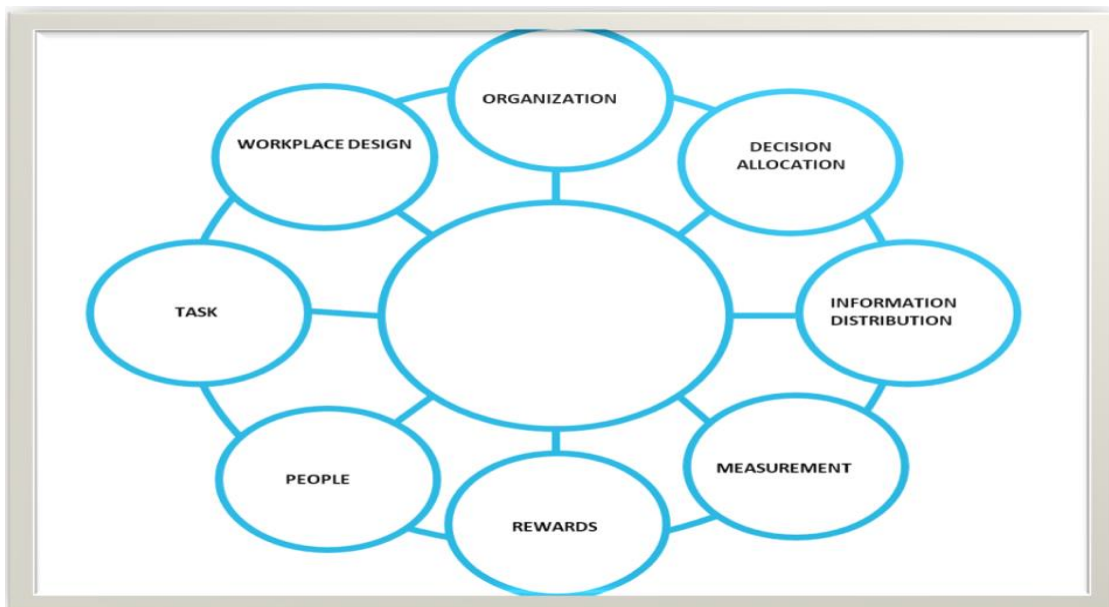 ORGANIZATION
WORKPLACE DESIGN
DECISION
ALLOCATION
TASK
INFORMATION
DISTRIBUTION
PEOPLE
MEASUREMENT
REWARDS